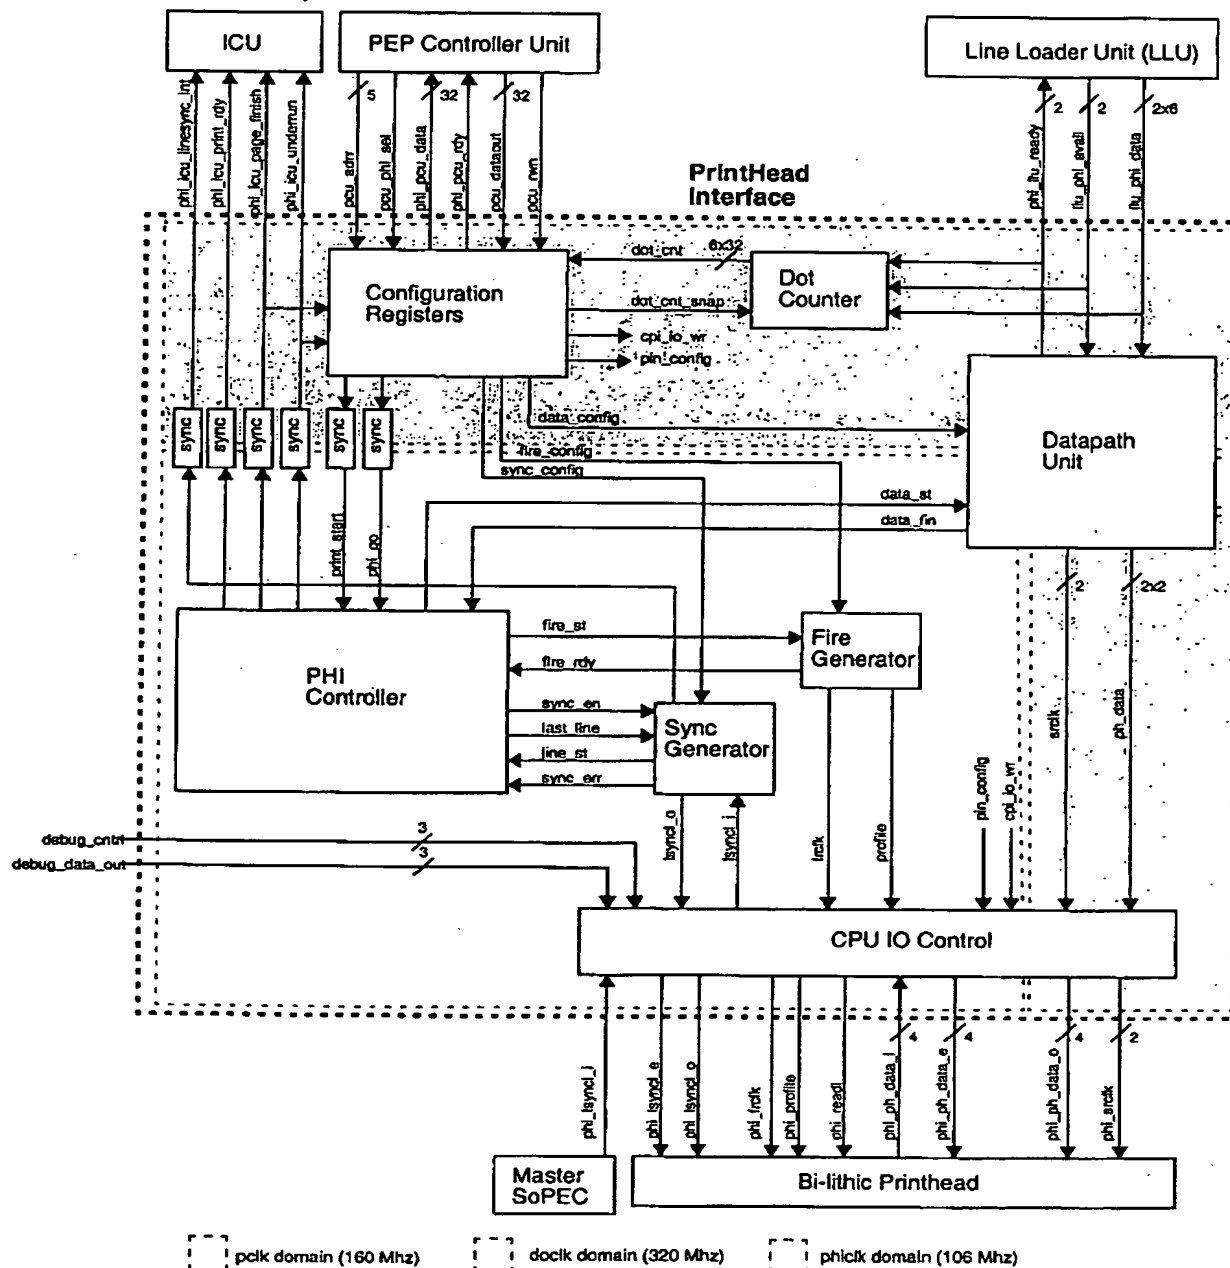 ICU
PEP Controller Unit
Line Loader Unit (LLU)
phi_icu_linesync_int
phi_icu_print_rdy
phi_icu_page_finish
phi_icu_underrun
5
32
32
pcu_adrr
pcu_phi_sel
phi_pcu_data
phi_pcu_rdy
pcu_dataout
pcu_rwn
2
2
2x6
phi_llu_ready
llu_phi_avail
llu_phi_data
PrintHead
Interface
Configuration
Registers
dot_cnt
6x32
dot_cnt_snap
Dot
Counter
cpi_io_wr
pin_config
sync
sync
sync
sync
sync
sync
data_config
fire_config
sync_config
Datapath
Unit
data_st
data_fin
print_start
phi_go
2
2x2
PHI
Controller
fire_st
fire_rdy
Fire
Generator
sync_en
last_line
line_st
sync_err
Sync
Generator
srclk
ph_data
pin_config
cpi_io_wr
lsyncl_o
lsyncl_i
frclk
profile
debug_cntrl
3
debug_data_out
3
CPU IO Control
phi_lsyncl_i
phi_lsyncl_e
phi_lsyncl_o
phi_frclk
phi_profile
phi_readl
phi_ph_data_i
4
phi_ph_data_e
4
phi_ph_data_o
4
phi_srclk
2
Master
SoPEC
Bi-lithic Printhead
pclk domain (160 Mhz)
doclk domain (320 Mhz)
phiclk domain (106 Mhz)